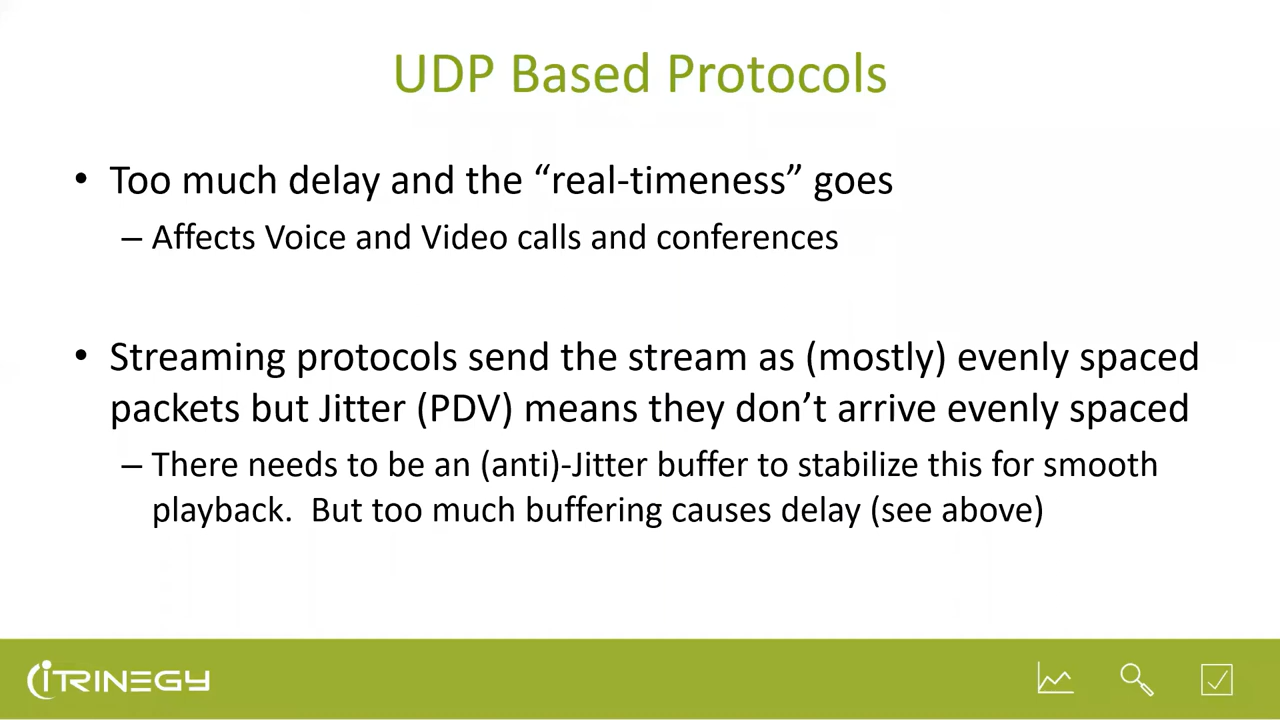 UDP Based Protocols
• Too much delay and the “real-timeness” goes
– Affects Voice and Video calls and conferences
• Streaming protocols send the stream as (mostly) evenly spaced
packets but Jitter (PDV) means they don’t arrive evenly spaced
– There needs to be an (anti)-Jitter buffer to stabilize this for smooth
playback.  But too much buffering causes delay (see above)
iTRINEGY